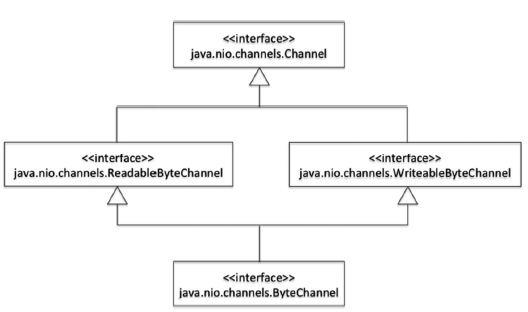 <<interface>>
java.nio.channels.Channel
<<interface>>
java.nio.channels.ReadableByteChannel
<<interface>>
java.nio.channels.WriteableByteChannel
<<interface>>
java.nio.channels.ByteChannel